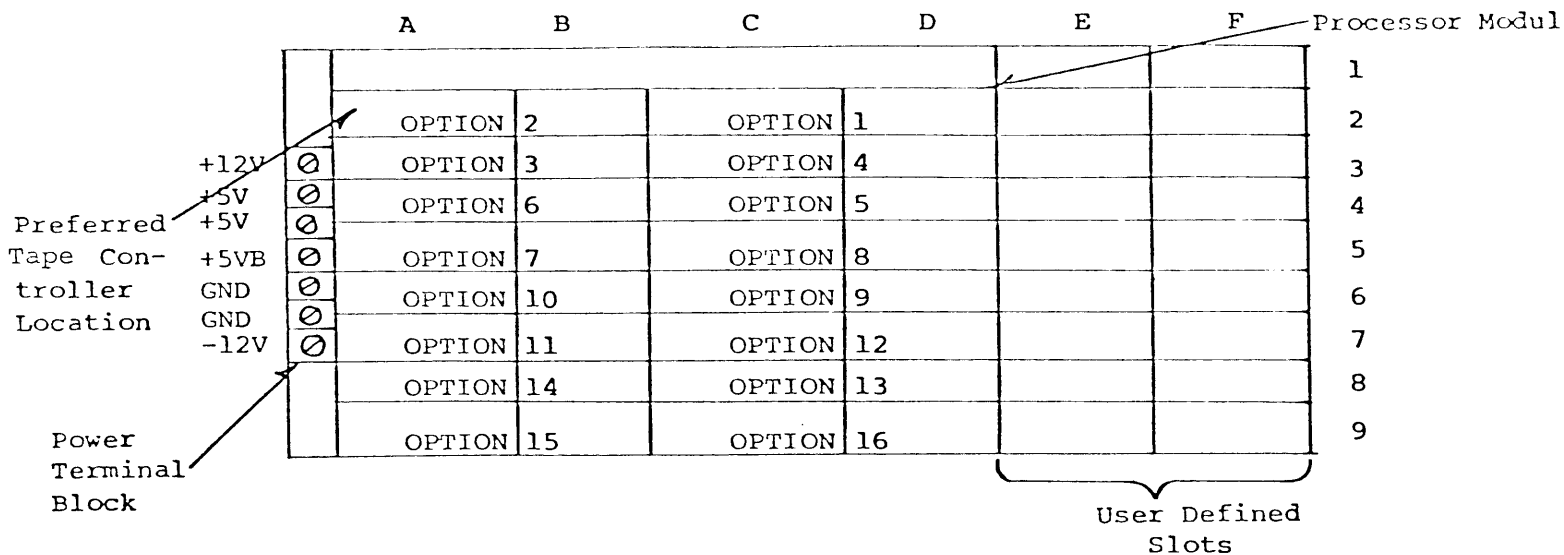 A B C D E F Processor Modul
1
OPTION 2 OPTION 1 2
+12V OPTION 3 OPTION 4 3
+5V OPTION 6 OPTION 5 4
+5V
+5VB OPTION 7 OPTION 8 5
GND OPTION 10 OPTION 9 6
GND
-12V OPTION 11 OPTION 12 7
OPTION 14 OPTION 13 8
OPTION 15 OPTION 16 9
Preferred
Tape Con-
troller
Location
Power
Terminal
Block
User Defined
Slots